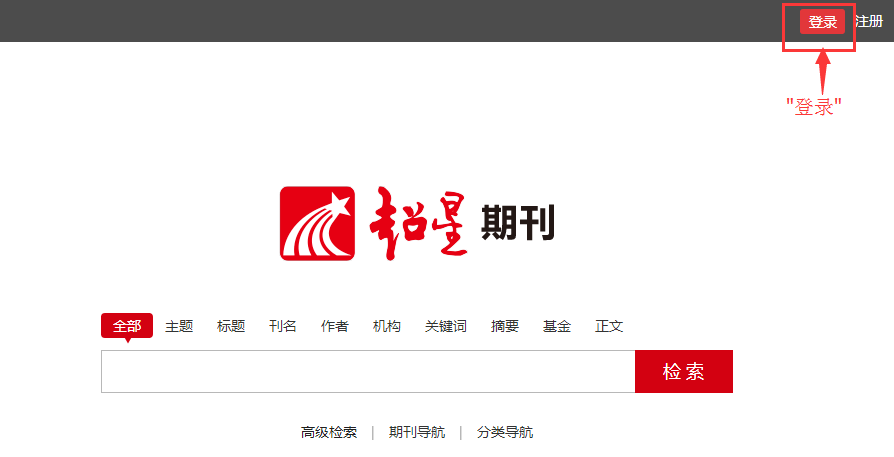 登录 注册
"登录"
超星 期刊
全部 主题 标题 刊名 作者 机构 关键词 摘要 基金 正文
检索
高级检索 | 期刊导航 | 分类导航